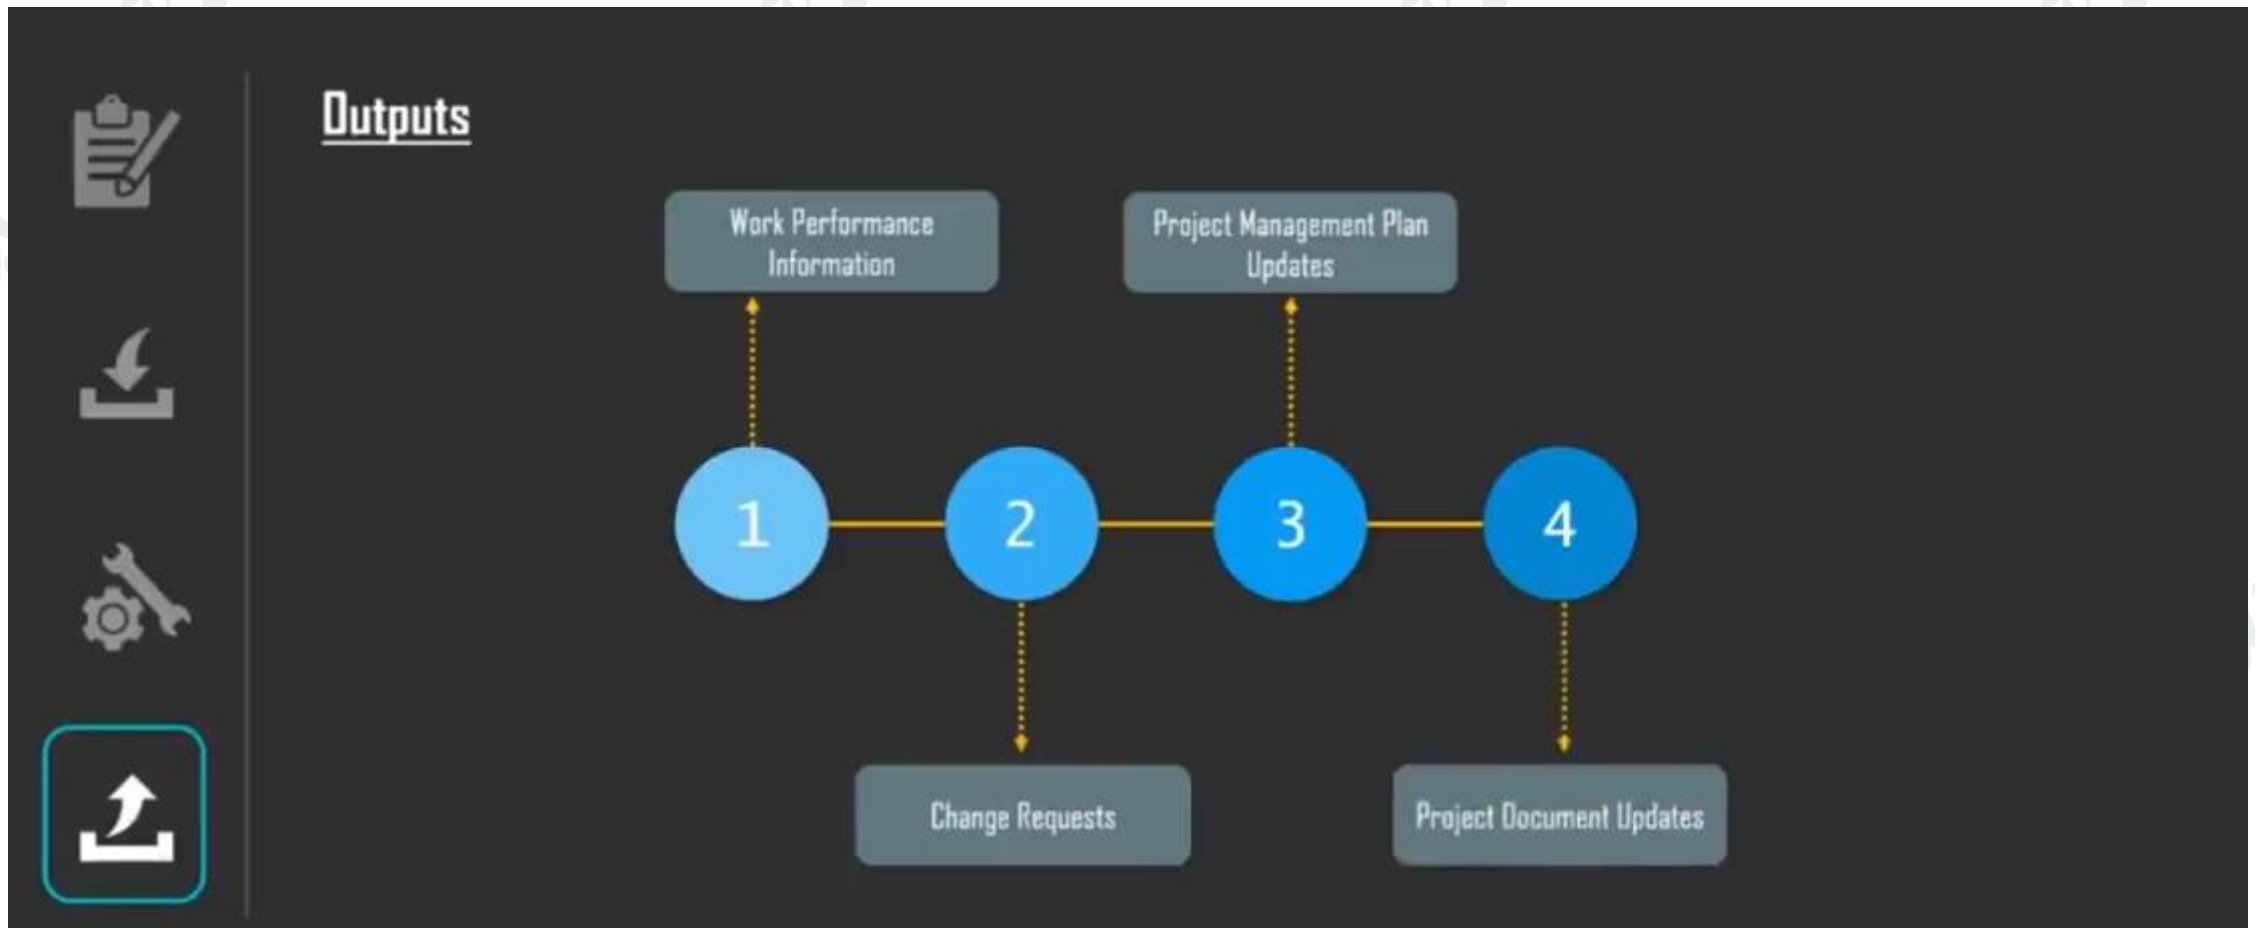 Outputs
Work Performance
Information
Project Management Plan
Updates
1
2
3
4
Change Requests
Project Document Updates